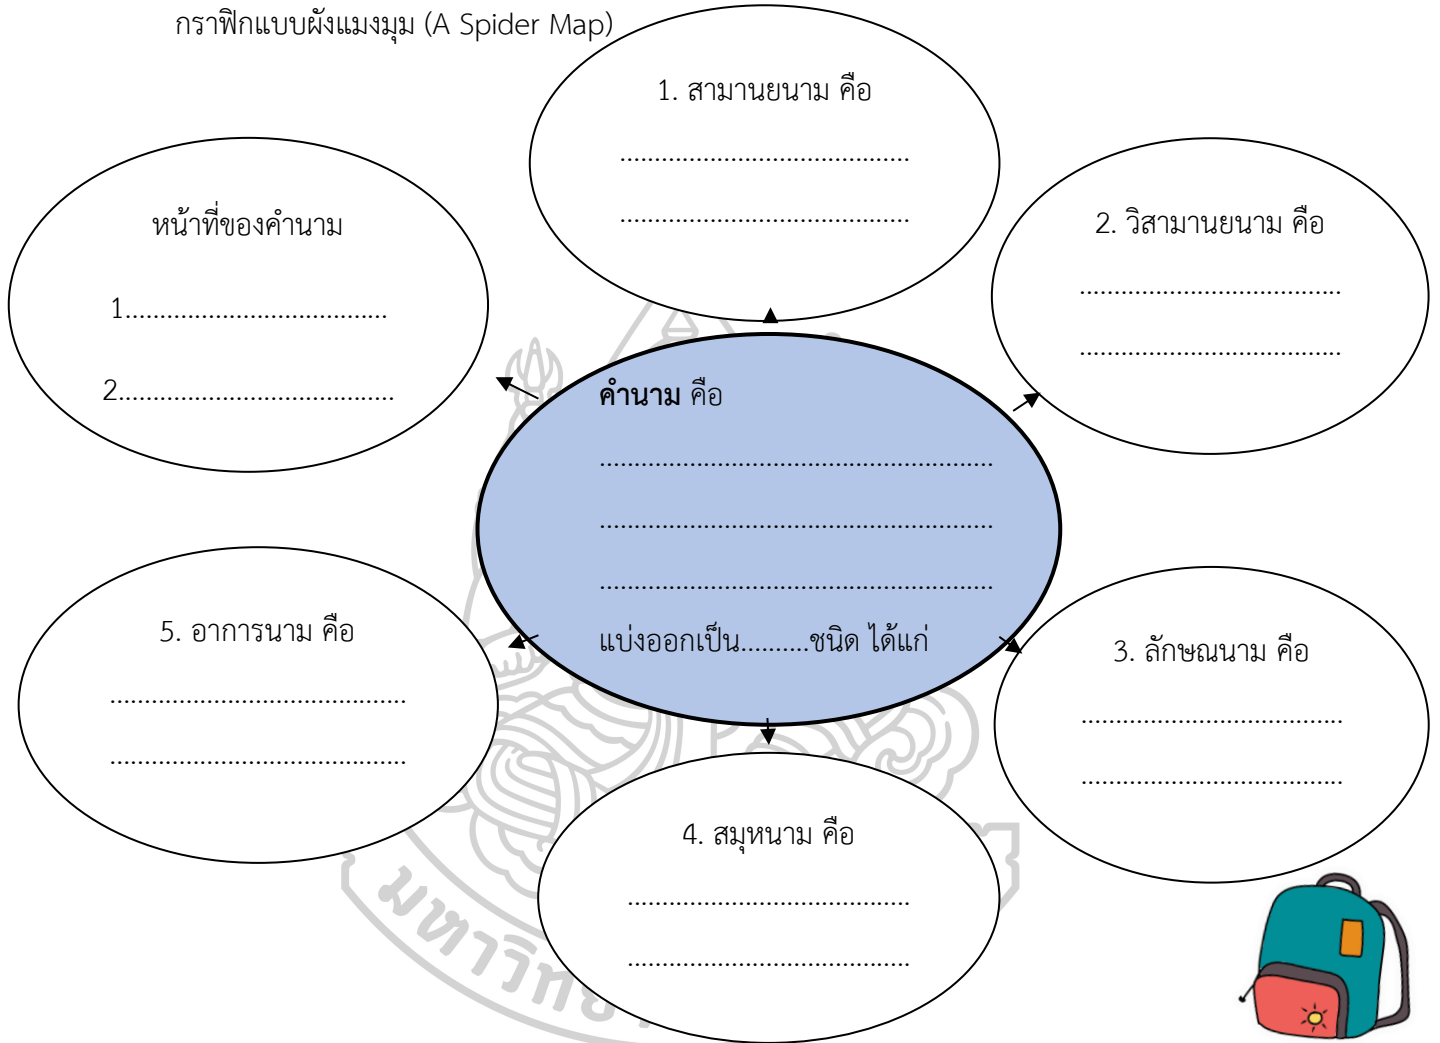 กราฟิกแบบผังแมงมุม (A Spider Map)
1. สามานยนาม คือ
..........................................
..........................................
2. วิสามานยนาม คือ
......................................
......................................
หน้าที่ของคำนาม
1......................................
2........................................
คำนาม คือ
.........................................................
.........................................................
.........................................................
แบ่งออกเป็น..........ชนิด ได้แก่
5. อาการนาม คือ
...........................................
...........................................
3. ลักษณนาม คือ
......................................
......................................
4. สมุหนาม คือ
.........................................
.........................................